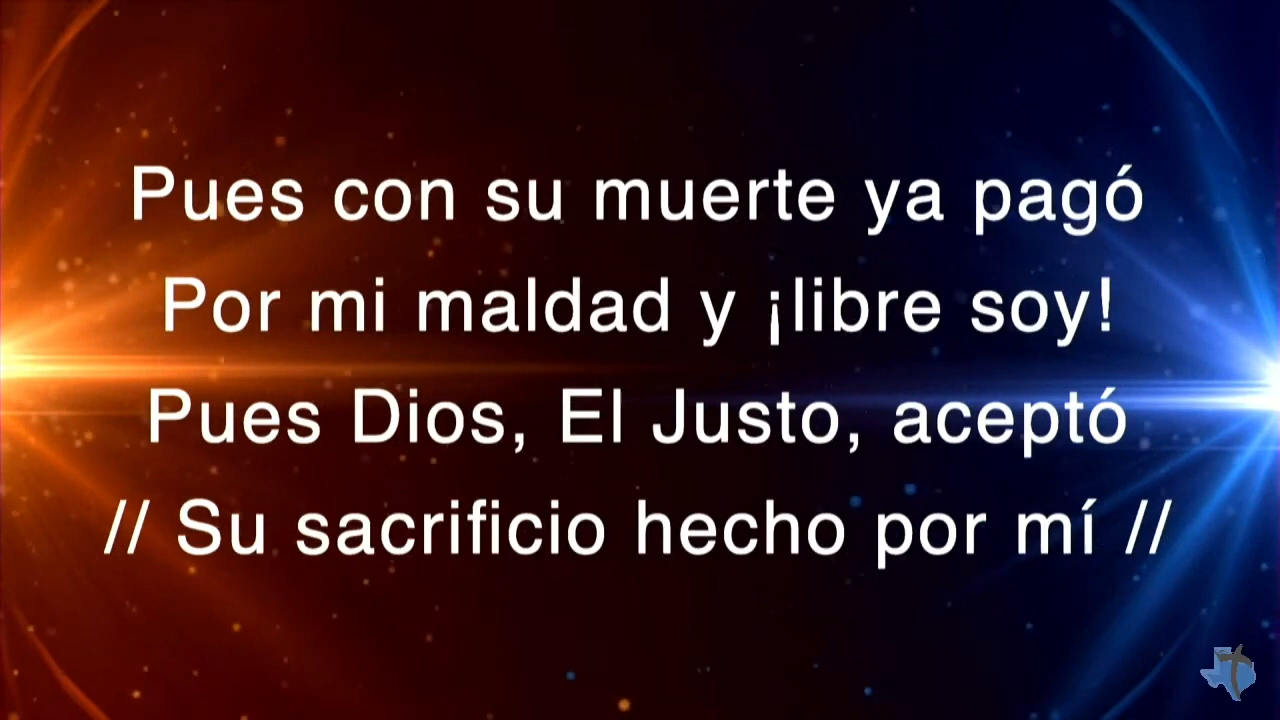 Pues con su muerte ya pagó
Por mi maldad y ¡libre soy!
Pues Dios, El Justo, aceptó
// Su sacrificio hecho por mí //